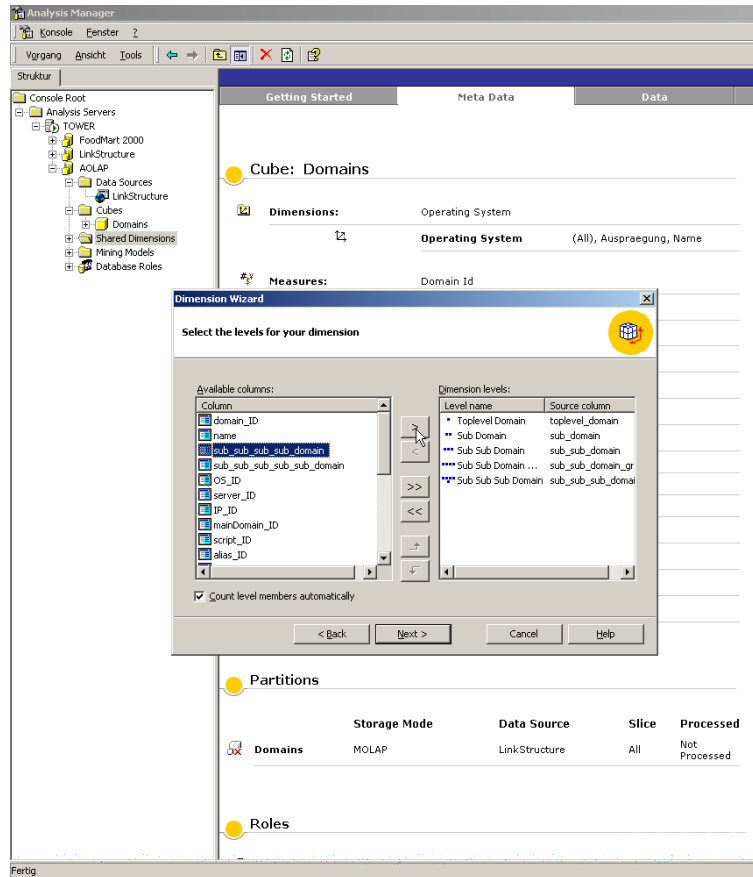 Analysis Manager
Konsole Fenster ?
Vorgang Ansicht Tools
Struktur
Console Root
Analysis Servers
TOWER
FoodMart 2000
LinkStructure
AOLAP
Data Sources
LinkStructure
Cubes
Domains
Shared Dimensions
Mining Models
Database Roles
Getting Started Meta Data Data
Cube: Domains
Dimensions: Operating System
Operating System (All), Auspraegung, Name
Measures: Domain Id
Dimension Wizard
Select the levels for your dimension
Available columns:
Column
domain_ID
name
sub_sub_sub_sub_domain
sub_sub_sub_sub_sub_domain
OS_ID
server_ID
IP_ID
mainDomain_ID
script_ID
alias_ID
>
<
>>
<<
Dimension levels:
Level name Source column
Toplevel Domain toplevel_domain
Sub Domain sub_domain
Sub Sub Domain sub_sub_domain
Sub Sub Domain ... sub_sub_domain_gr
Sub Sub Sub Domain sub_sub_sub_domai
Count level members automatically
< Back Next > Cancel Help
Partitions
Storage Mode Data Source Slice Processed
Domains MOLAP LinkStructure All Not Processed
Roles
Fertig